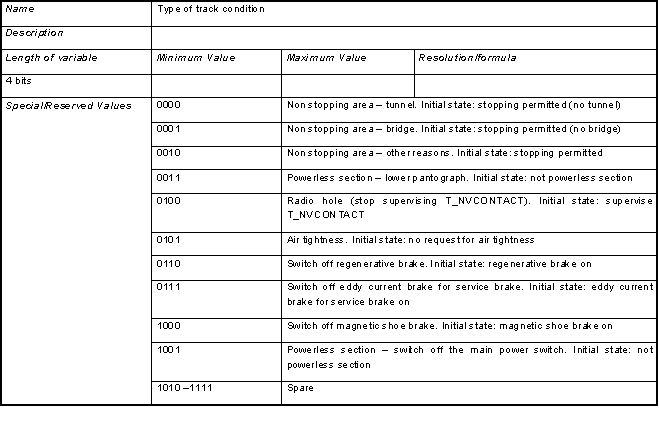 Name Type of track condition
Description
Length of variable Minimum Value Maximum Value Resolution/formula
4 bits
Special/Reserved Values 0000 Non stopping area – tunnel. Initial state: stopping permitted (no tunnel)
0001 Non stopping area – bridge. Initial state: stopping permitted (no bridge)
0010 Non stopping area – other reasons. Initial state: stopping permitted
0011 Powerless section – lower pantograph. Initial state: not powerless section
0100 Radio hole (stop supervising T_NVCONTACT). Initial state: supervise
T_NVCONTACT
0101 Air tightness. Initial state: no request for air tightness
0110 Switch off regenerative brake. Initial state: regenerative brake on
0111 Switch off eddy current brake for service brake. Initial state: eddy current
brake for service brake on
1000 Switch off magnetic shoe brake. Initial state: magnetic shoe brake on
1001 Powerless section – switch off the main power switch. Initial state: not
powerless section
1010 –1111 Spare